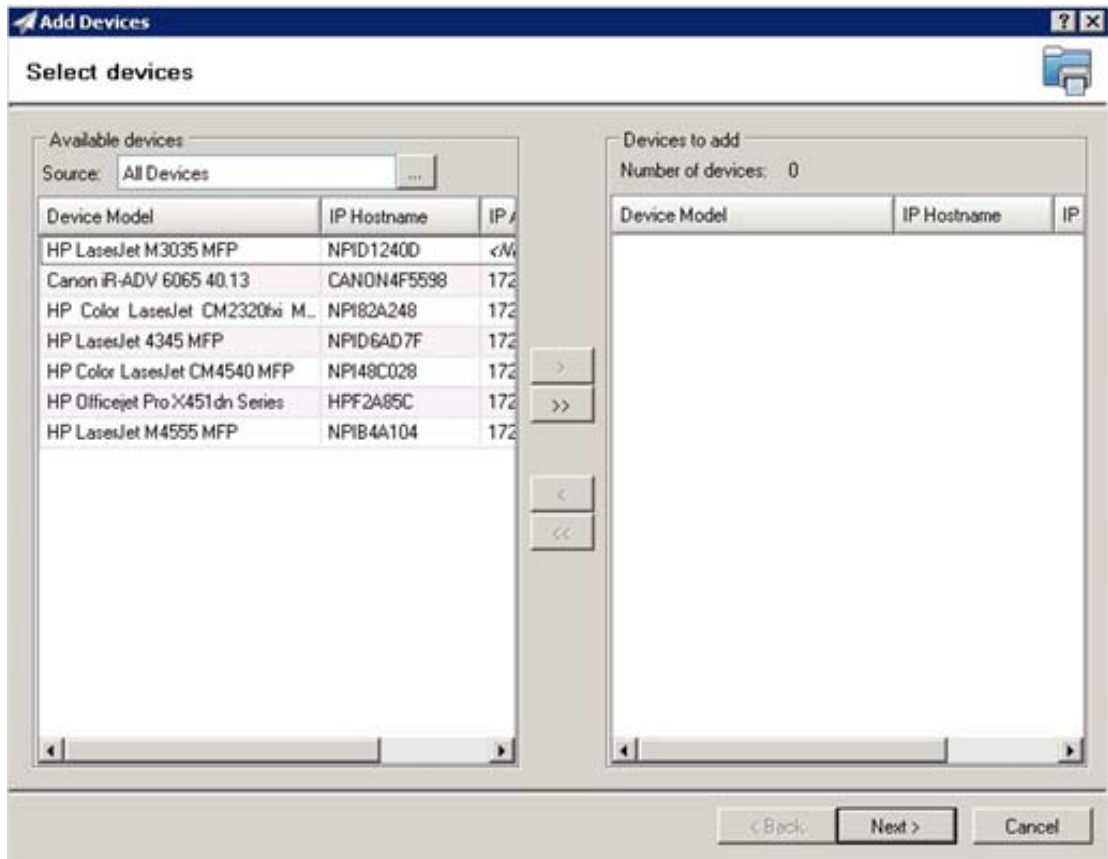 Add Devices
Select devices
Available devices
Source: All Devices ...
Device Model IP Hostname IP
HP LaserJet M3035 MFP NPID1240D
Canon iR-ADV 6065 40.13 CANON4F5598 172
HP Color LaserJet CM2320fxi M... NPI82A248 172
HP LaserJet 4345 MFP NPID6AD7F 172
HP Color LaserJet CM4540 MFP NPI48C028 172
HP Officejet Pro X451dn Series HPF2A85C 172
HP LaserJet M4555 MFP NPIB4A104 172
>
>>
<
<<
Devices to add
Number of devices: 0
Device Model IP Hostname IP
< Back Next > Cancel